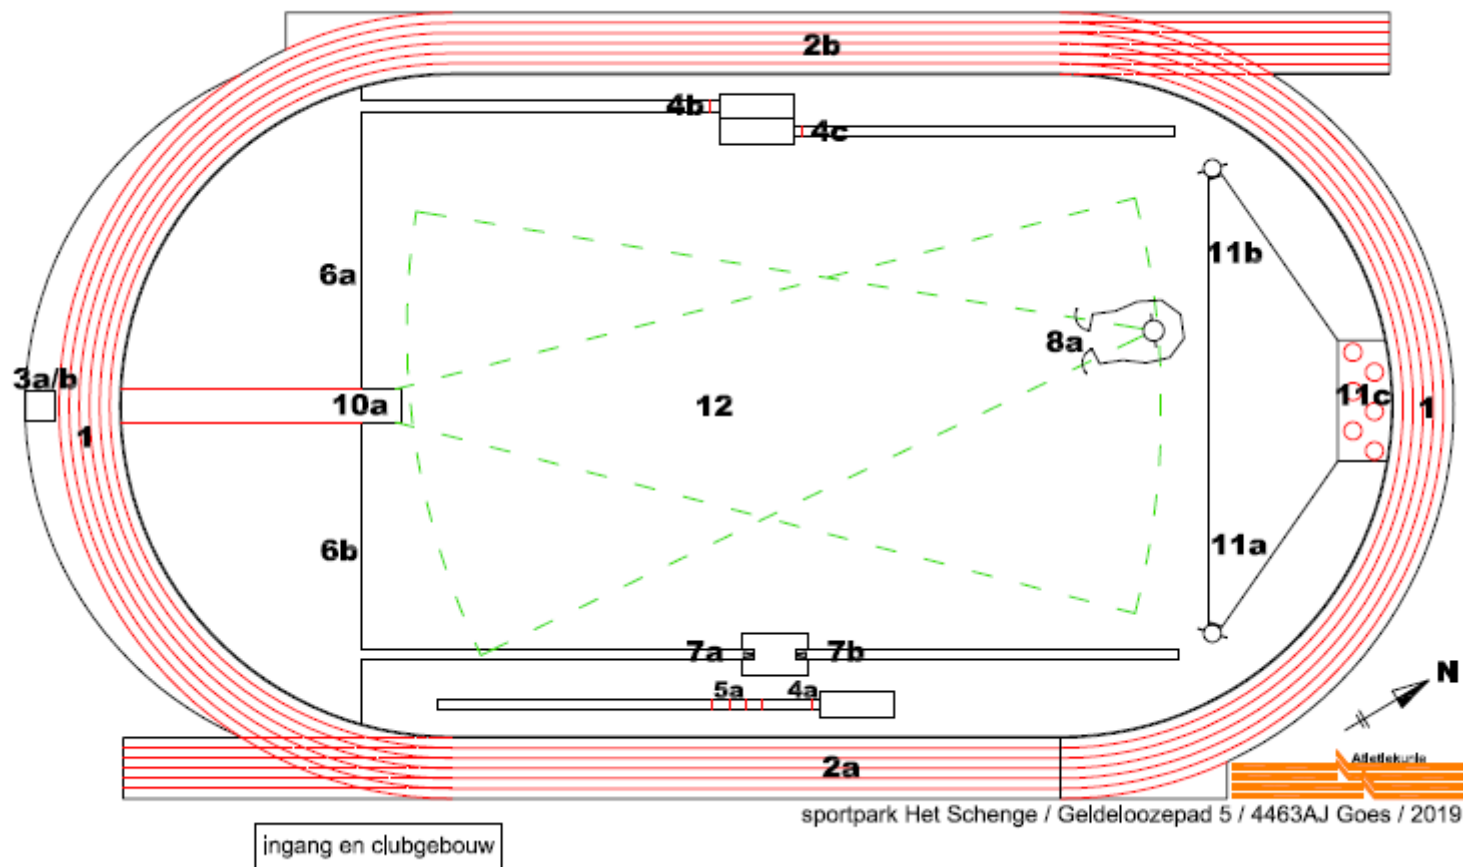 2b
4b
4c
6a
11b
8a
3a/b
10a
12
11c
1
1
6b
11a
7a
7b
5a
4a
N
2a
Atletiekunie
sportpark Het Schenge / Geldeloozepad 5 / 4463AJ Goes / 2019
ingang en clubgebouw